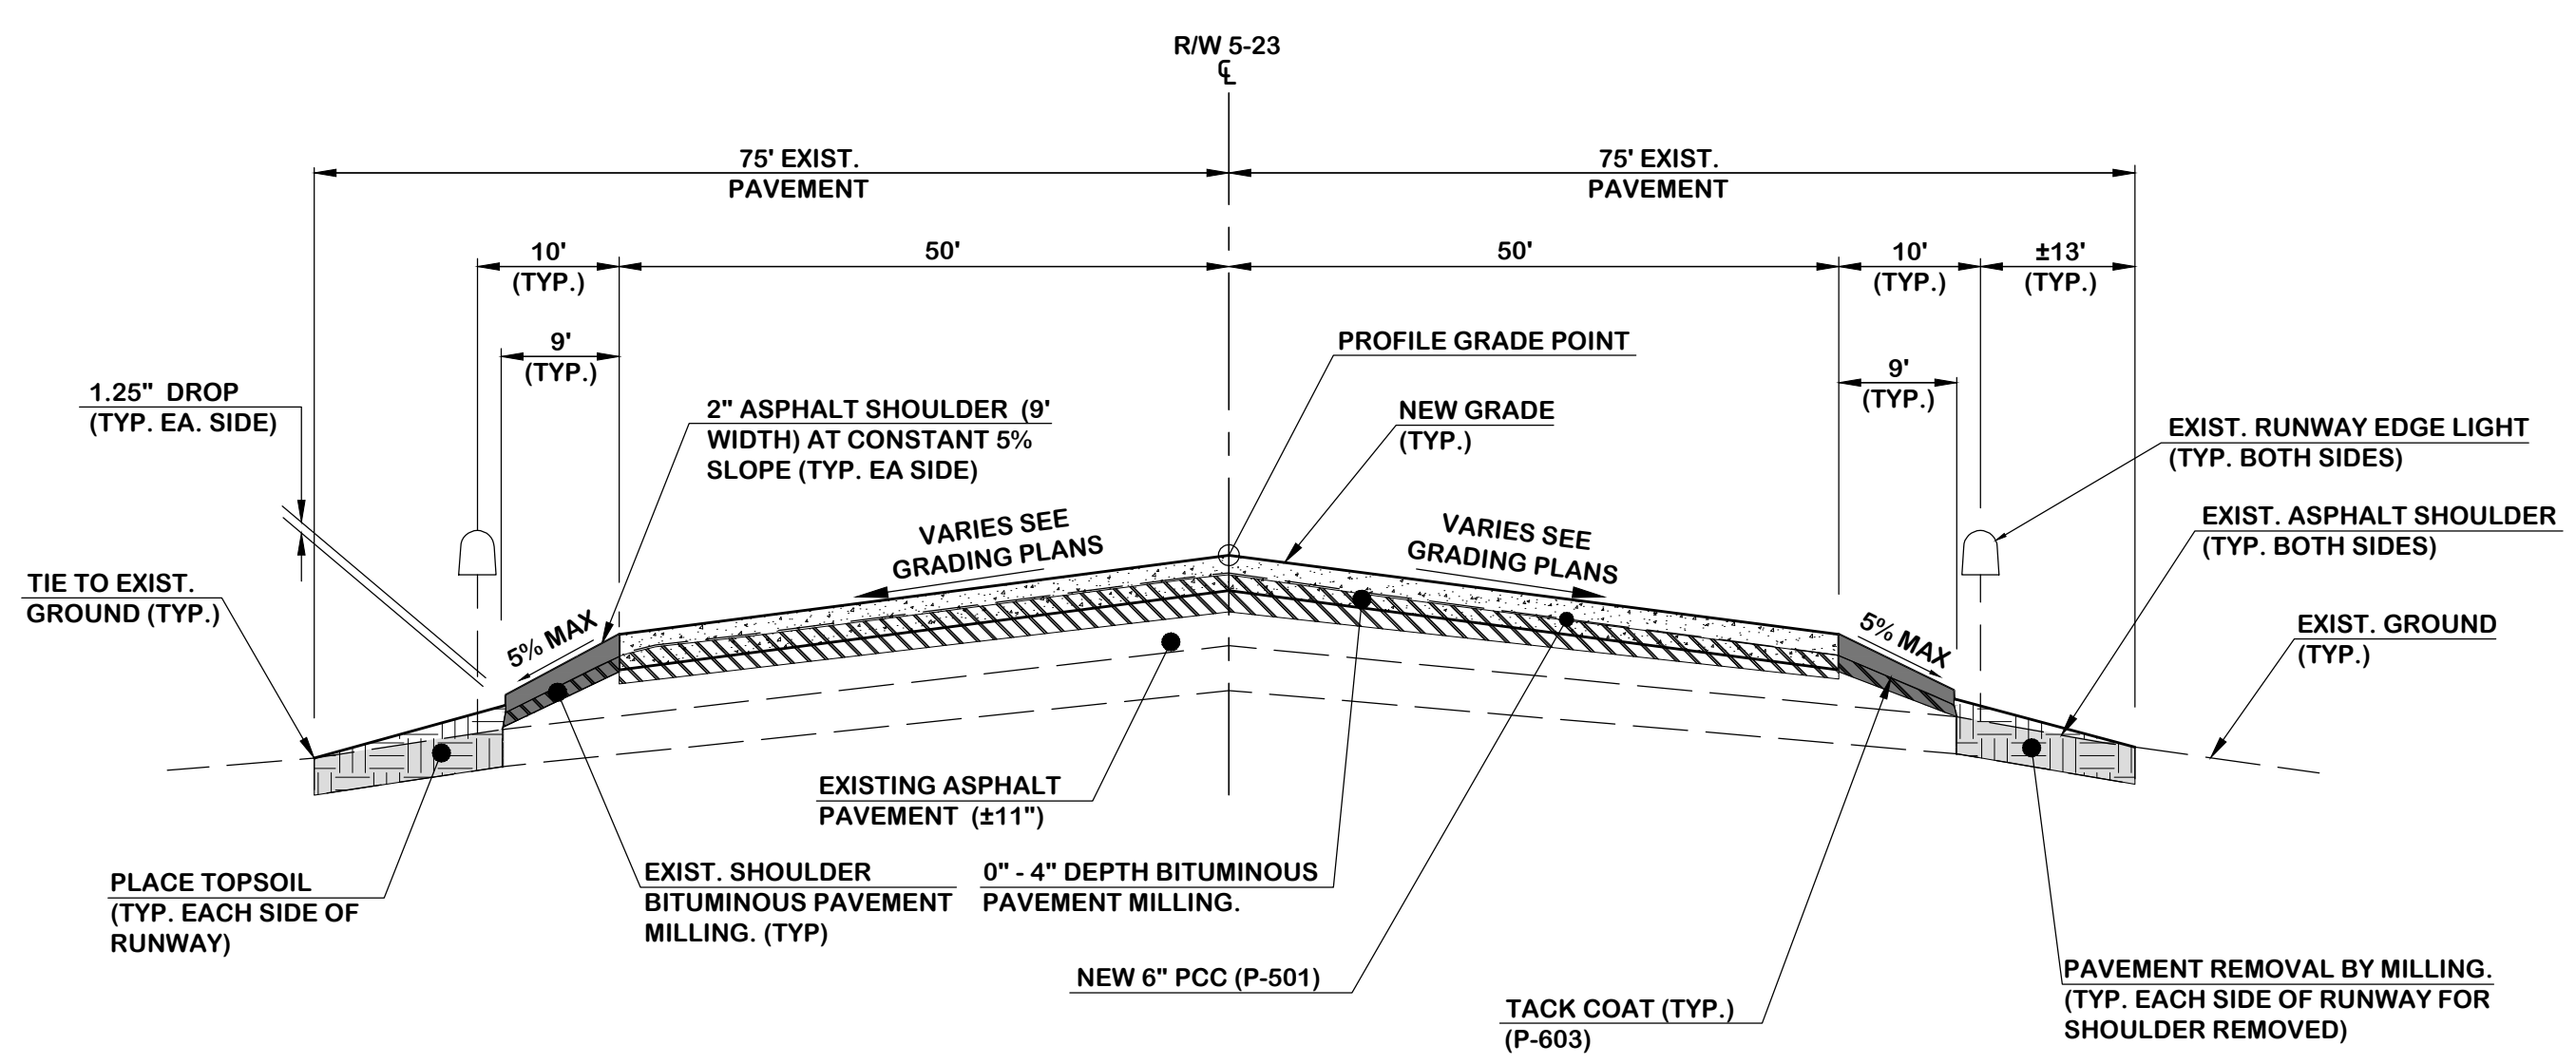 R/W 5-23
℄
75' EXIST.
PAVEMENT
75' EXIST.
PAVEMENT
10'
(TYP.)
50'
50'
10'
(TYP.)
±13'
(TYP.)
9'
(TYP.)
9'
(TYP.)
1.25" DROP
(TYP. EA. SIDE)
2" ASPHALT SHOULDER (9'
WIDTH) AT CONSTANT 5%
SLOPE (TYP. EA SIDE)
PROFILE GRADE POINT
NEW GRADE
(TYP.)
EXIST. RUNWAY EDGE LIGHT
(TYP. BOTH SIDES)
EXIST. ASPHALT SHOULDER
(TYP. BOTH SIDES)
VARIES SEE
GRADING PLANS
VARIES SEE
GRADING PLANS
TIE TO EXIST.
GROUND (TYP.)
5% MAX
5% MAX
EXIST. GROUND
(TYP.)
EXISTING ASPHALT
PAVEMENT (±11")
PLACE TOPSOIL
(TYP. EACH SIDE OF
RUNWAY)
EXIST. SHOULDER
BITUMINOUS PAVEMENT
MILLING. (TYP)
0" - 4" DEPTH BITUMINOUS
PAVEMENT MILLING.
NEW 6" PCC (P-501)
TACK COAT (TYP.)
(P-603)
PAVEMENT REMOVAL BY MILLING.
(TYP. EACH SIDE OF RUNWAY FOR
SHOULDER REMOVED)